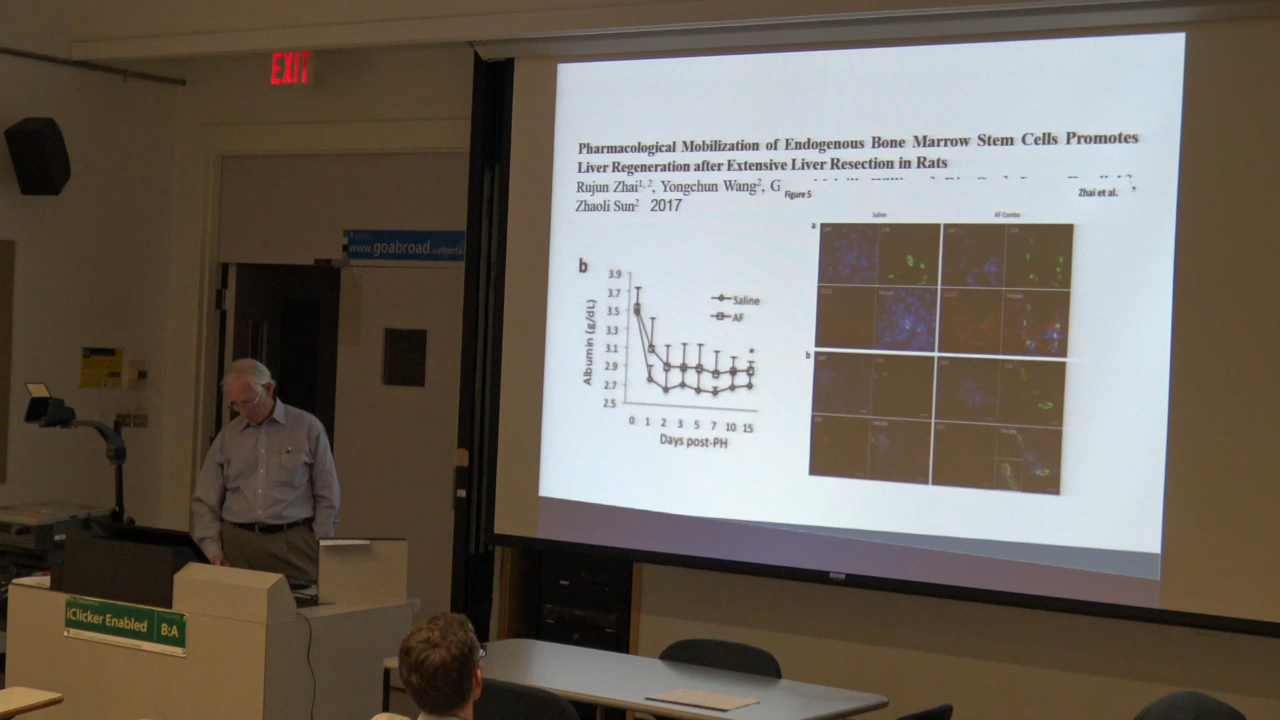 EXIT
Pharmacological Mobilization of Endogenous Bone Marrow Stem Cells Promotes
Liver Regeneration after Extensive Liver Resection in Rats
Rujun Zhai1, 2, Yongchun Wang2, G
Zhaoli Sun2 2017
Figure 5
Zhai et al.
Saline
AF Combo
a
b
b
3.9
3.7
3.5
3.3
3.1
2.9
2.7
2.5
Albumin (g/dL)
Saline
AF
*
0 1 2 3 5 7 10 15
Days post-PH
www.goabroad.ualberta
iClicker Enabled
B:A